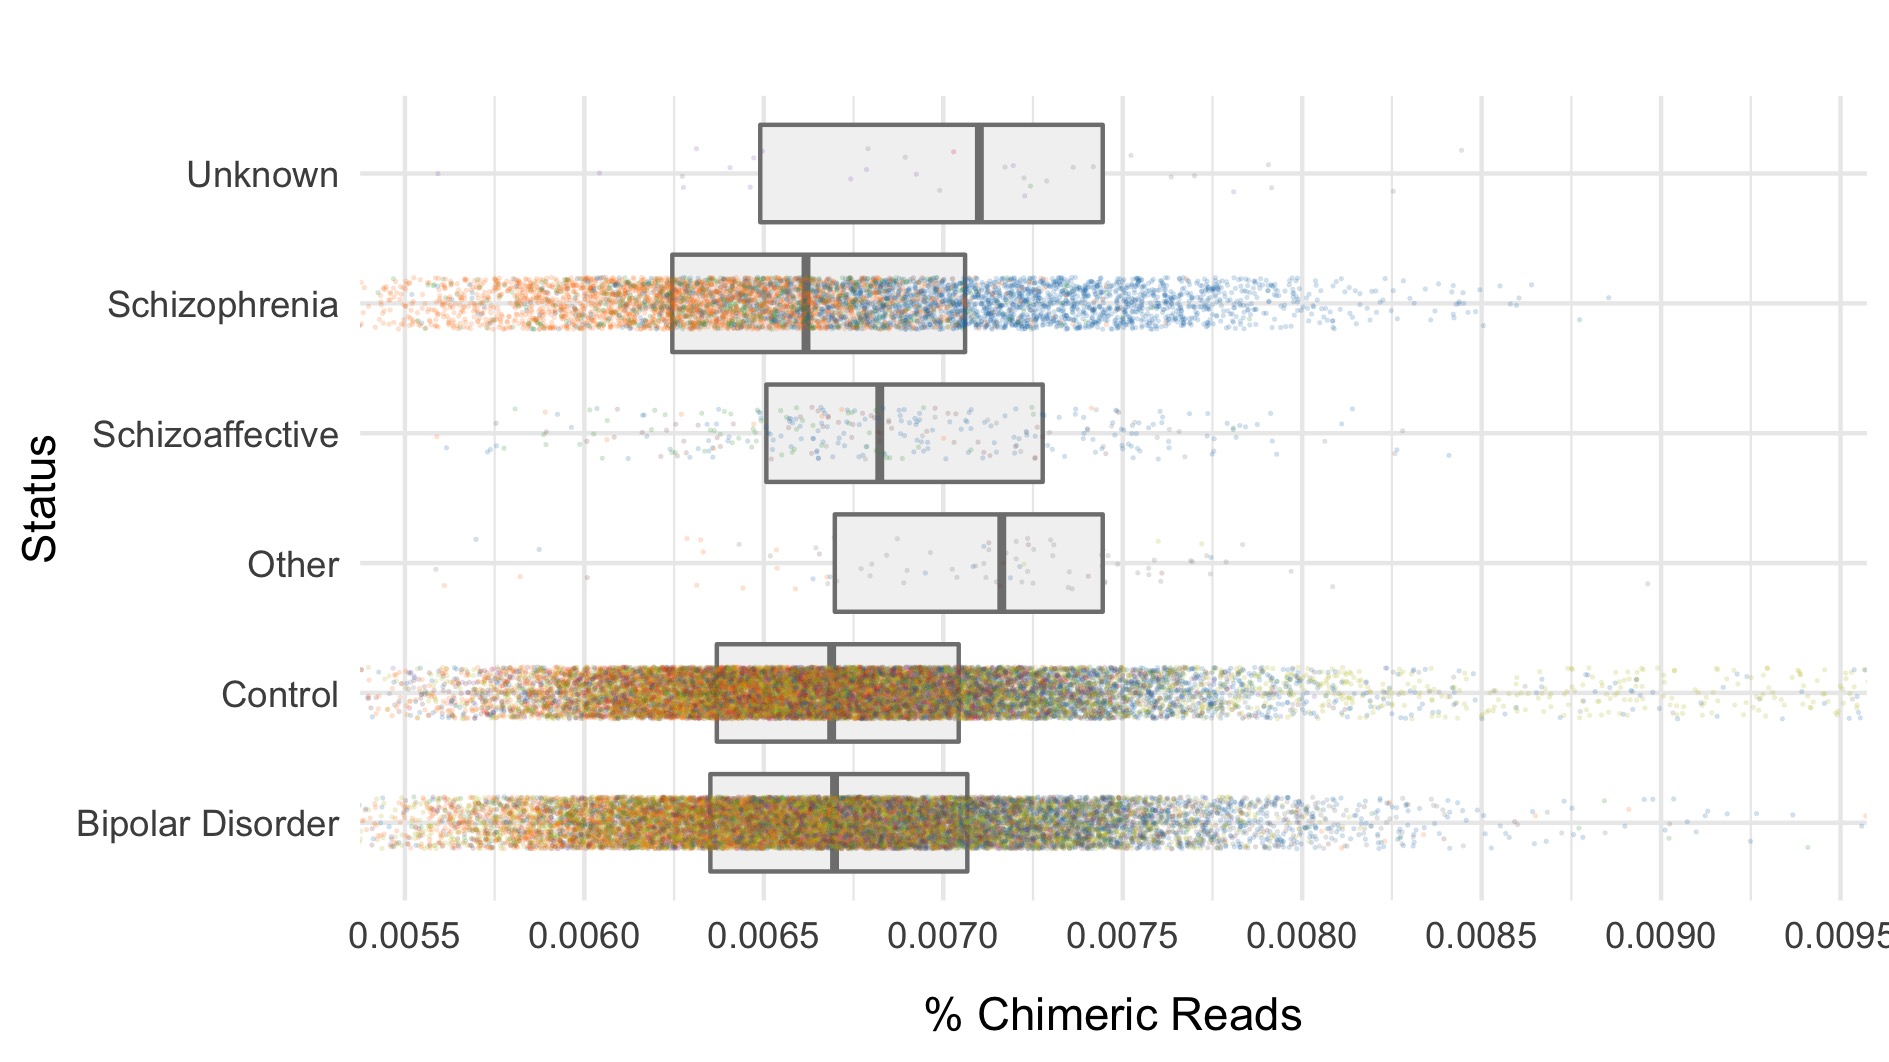 Unknown
Schizophrenia
Schizoaffective
Other
Control
Bipolar Disorder
Status
0.0055 0.0060 0.0065 0.0070 0.0075 0.0080 0.0085 0.0090 0.0095
% Chimeric Reads